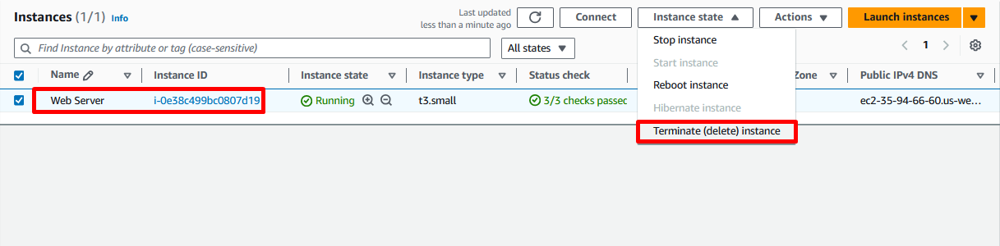 Instances (1/1) Info
Last updated
less than a minute ago
Connect
Instance state
Actions
Launch instances
Find Instance by attribute or tag (case-sensitive)
All states
1
Name Instance ID Instance state Instance type Status check Zone Public IPv4 DNS
Web Server i-0e38c499bc0807d19 Running t3.small 3/3 checks passed ec2-35-94-66-60.us-we...
Stop instance
Start instance
Reboot instance
Hibernate instance
Terminate (delete) instance